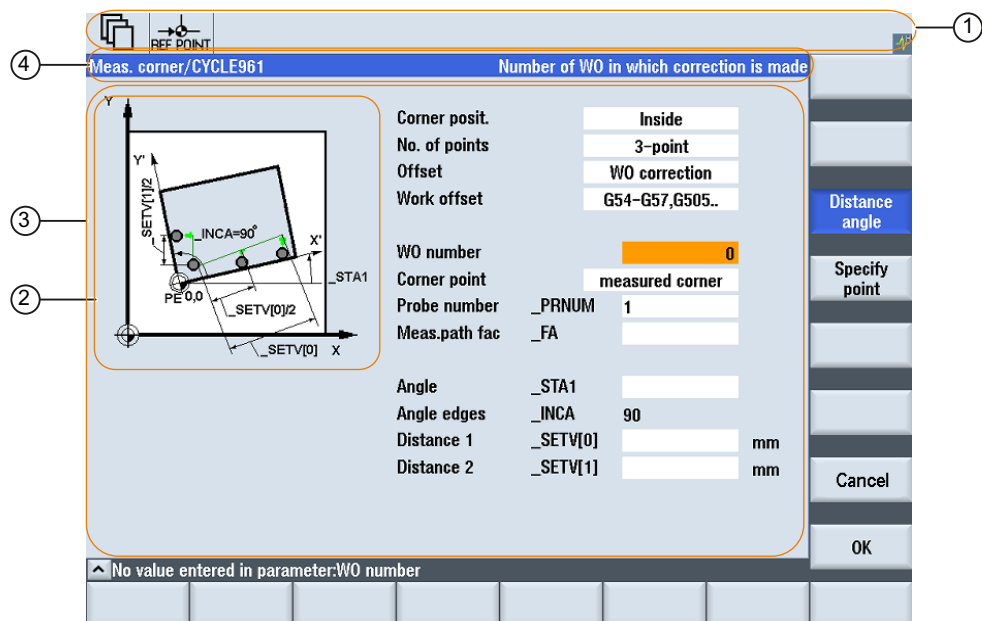 1
REF POINT
4
Meas. corner/CYCLE961 Number of WO in which correction is made
3
2
Y
Y'
_SETV[1]/2
_INCA=90°
X'
_STA1
PE 0,0
_SETV[0]/2
_SETV[0]
X
Corner posit. Inside
No. of points 3-point
Offset WO correction
Work offset G54-G57,G505..
WO number 0
Corner point measured corner
Probe number _PRNUM 1
Meas.path fac _FA
Angle _STA1
Angle edges _INCA 90
Distance 1 _SETV[0] mm
Distance 2 _SETV[1] mm
Distance
angle
Specify
point
Cancel
OK
No value entered in parameter:WO number